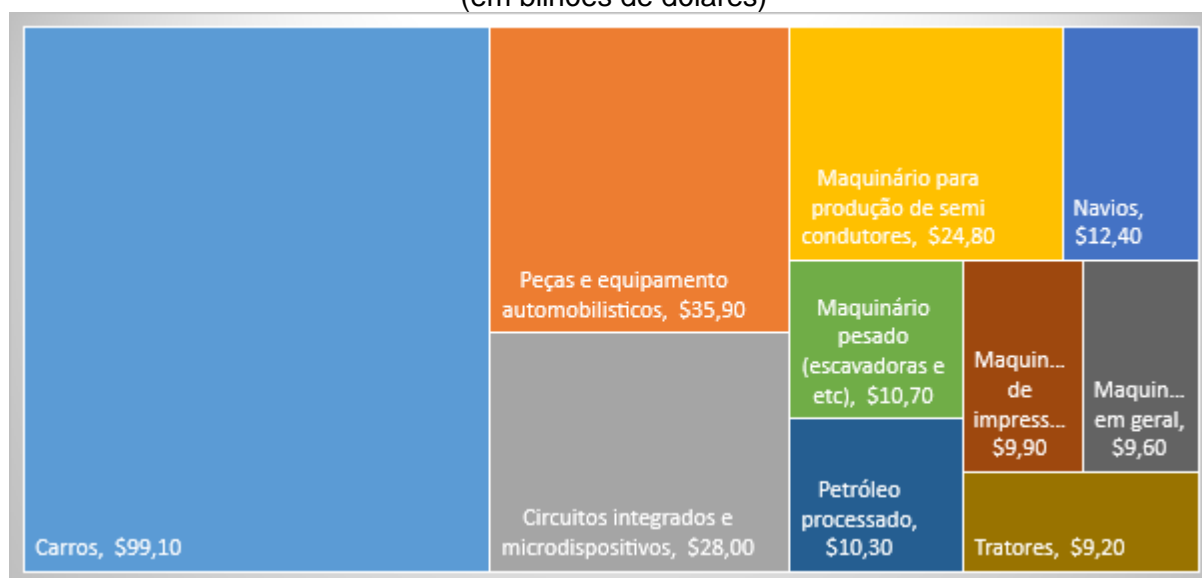 (em bilhões de dólares)
Maquinário para
produção de semi
condutores, $24,80
Navios,
$12,40
Peças e equipamento
automobilisticos, $35,90
Maquinário
pesado
(escavadoras e
etc), $10,70
Maquin...
de
impress...
$9,90
Maquin...
em geral,
$9,60
Carros, $99,10
Circuitos integrados e
microdispositivos, $28,00
Petróleo
processado,
$10,30
Tratores, $9,20